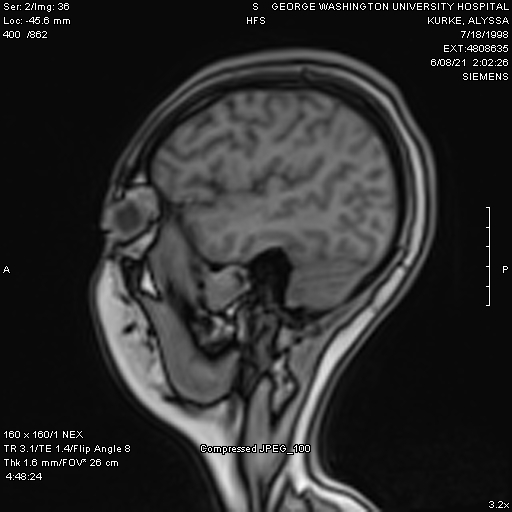 Ser: 2/Img: 36
Loc: -45.6 mm
400 /862
S
HFS
GEORGE WASHINGTON UNIVERSITY HOSPITAL
KURKE, ALYSSA
7/18/1998
EXT:4808635
6/08/21 2:02:26
SIEMENS
A
P
160 x 160/1 NEX
TR 3.1/TE 1.4/Flip Angle 8
Thk 1.6 mm/FOV* 26 cm
4:48:24
Compressed JPEG_100
3.2x